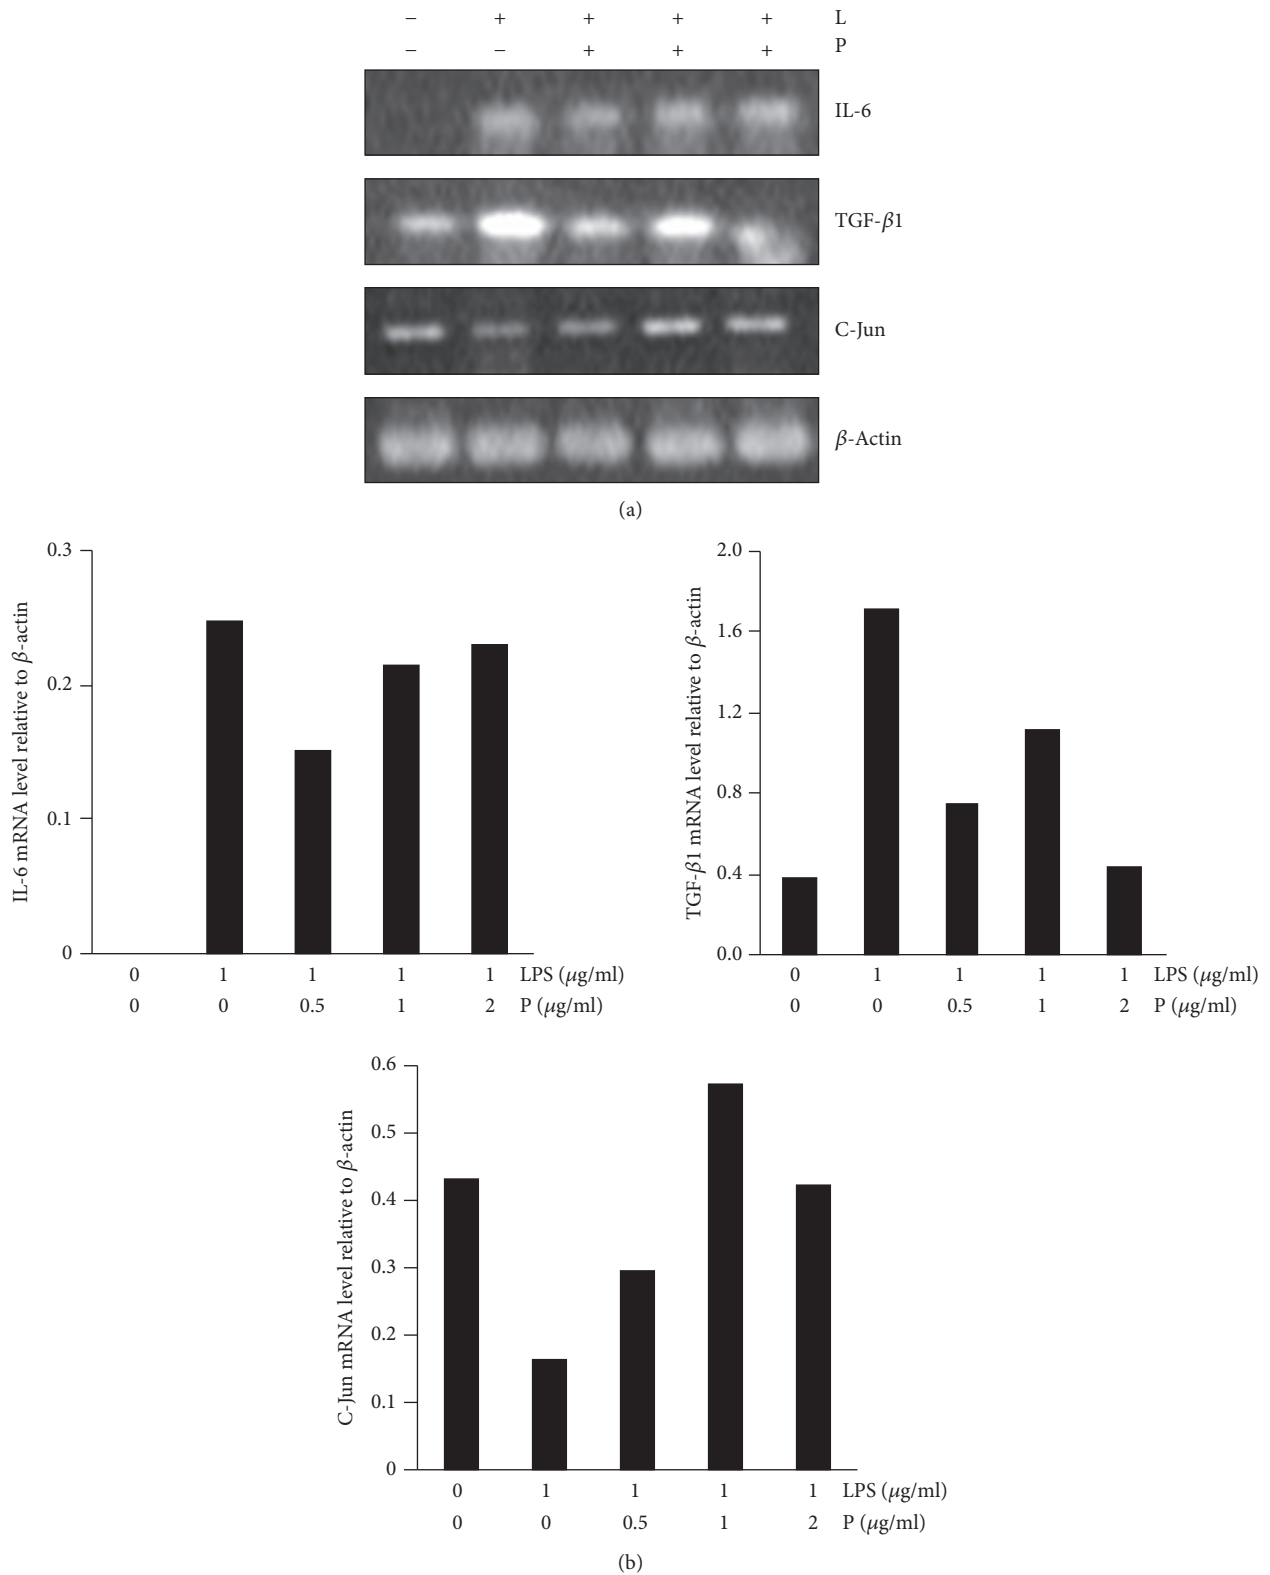 − + + + + L
− − + + + P
IL-6
TGF-β1
C-Jun
β-Actin
(a)
IL-6 mRNA level relative to β-actin
0.3
0.2
0.1
0
0 1 1 1 1 LPS (μg/ml)
0 0 0.5 1 2 P (μg/ml)
TGF-β1 mRNA level relative to β-actin
2.0
1.6
1.2
0.8
0.4
0.0
0 1 1 1 1 LPS (μg/ml)
0 0 0.5 1 2 P (μg/ml)
C-Jun mRNA level relative to β-actin
0.6
0.5
0.4
0.3
0.2
0.1
0
0 1 1 1 1 LPS (μg/ml)
0 0 0.5 1 2 P (μg/ml)
(b)